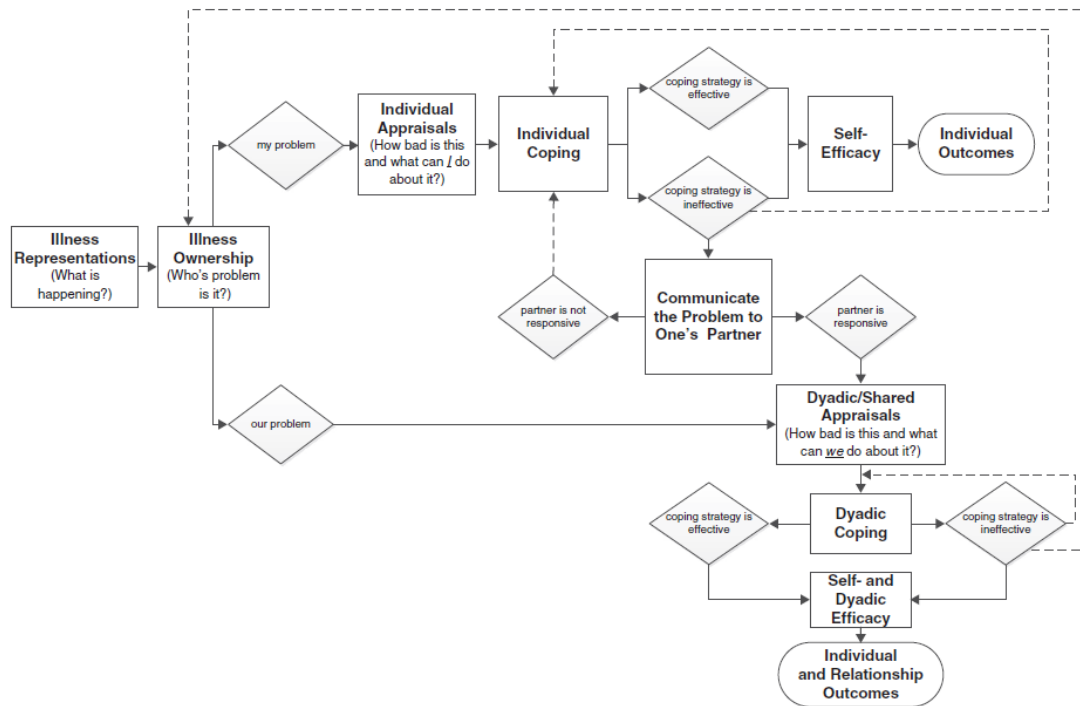 coping strategy is
effective
Individual
Appraisals
(How bad is this
and what can I do
about it?)
Individual
Coping
Self-
Efficacy
Individual
Outcomes
my problem
coping strategy is
ineffective
Illness
Representations
(What is
happening?)
Illness
Ownership
(Who's problem
is it?)
partner is not
responsive
Communicate
the Problem to
One's Partner
partner is
responsive
our problem
Dyadic/Shared
Appraisals
(How bad is this and what
can we do about it?)
coping strategy is
effective
Dyadic
Coping
coping strategy is
ineffective
Self- and
Dyadic
Efficacy
Individual
and Relationship
Outcomes